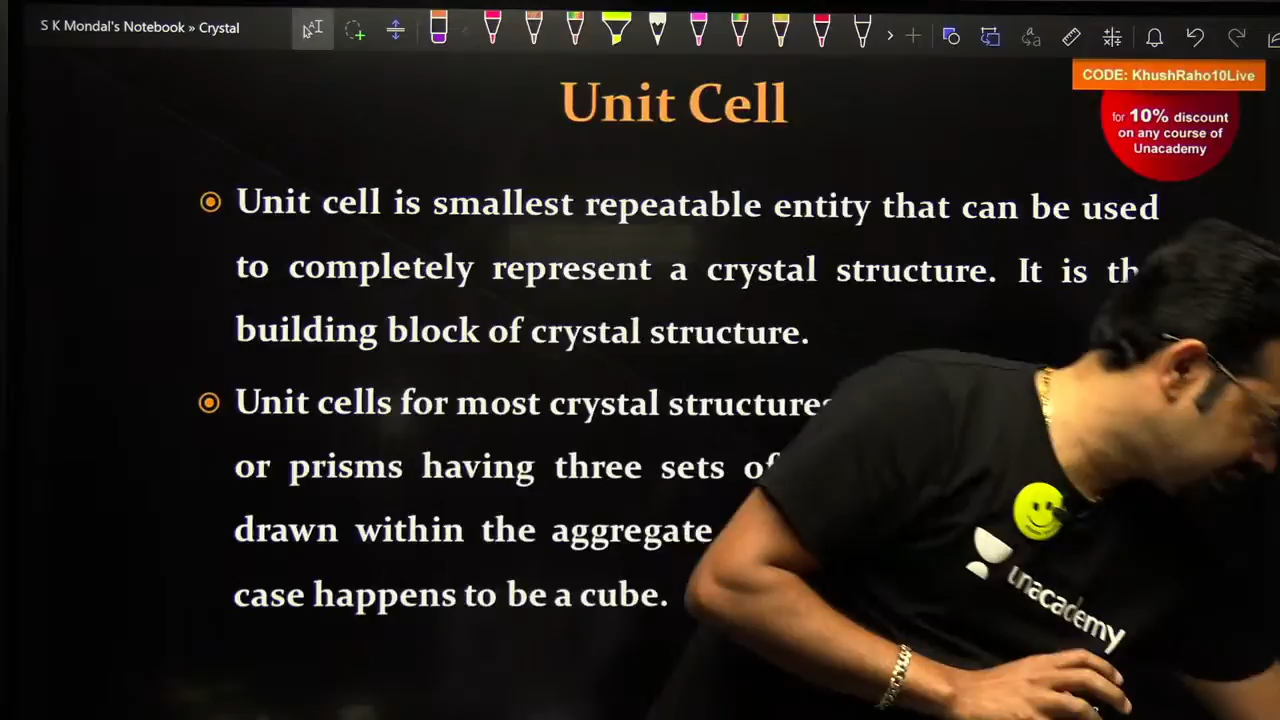 S K Mondal's Notebook » Crystal
CODE: KhushRaho10Live
for 10% discount
on any course of
Unacademy
Unit Cell
Unit cell is smallest repeatable entity that can be used
to completely represent a crystal structure. It is
building block of crystal structure.
Unit cells for most crystal structures
or prisms having three sets of
drawn within the aggregate
case happens to be a cube.
unacademy